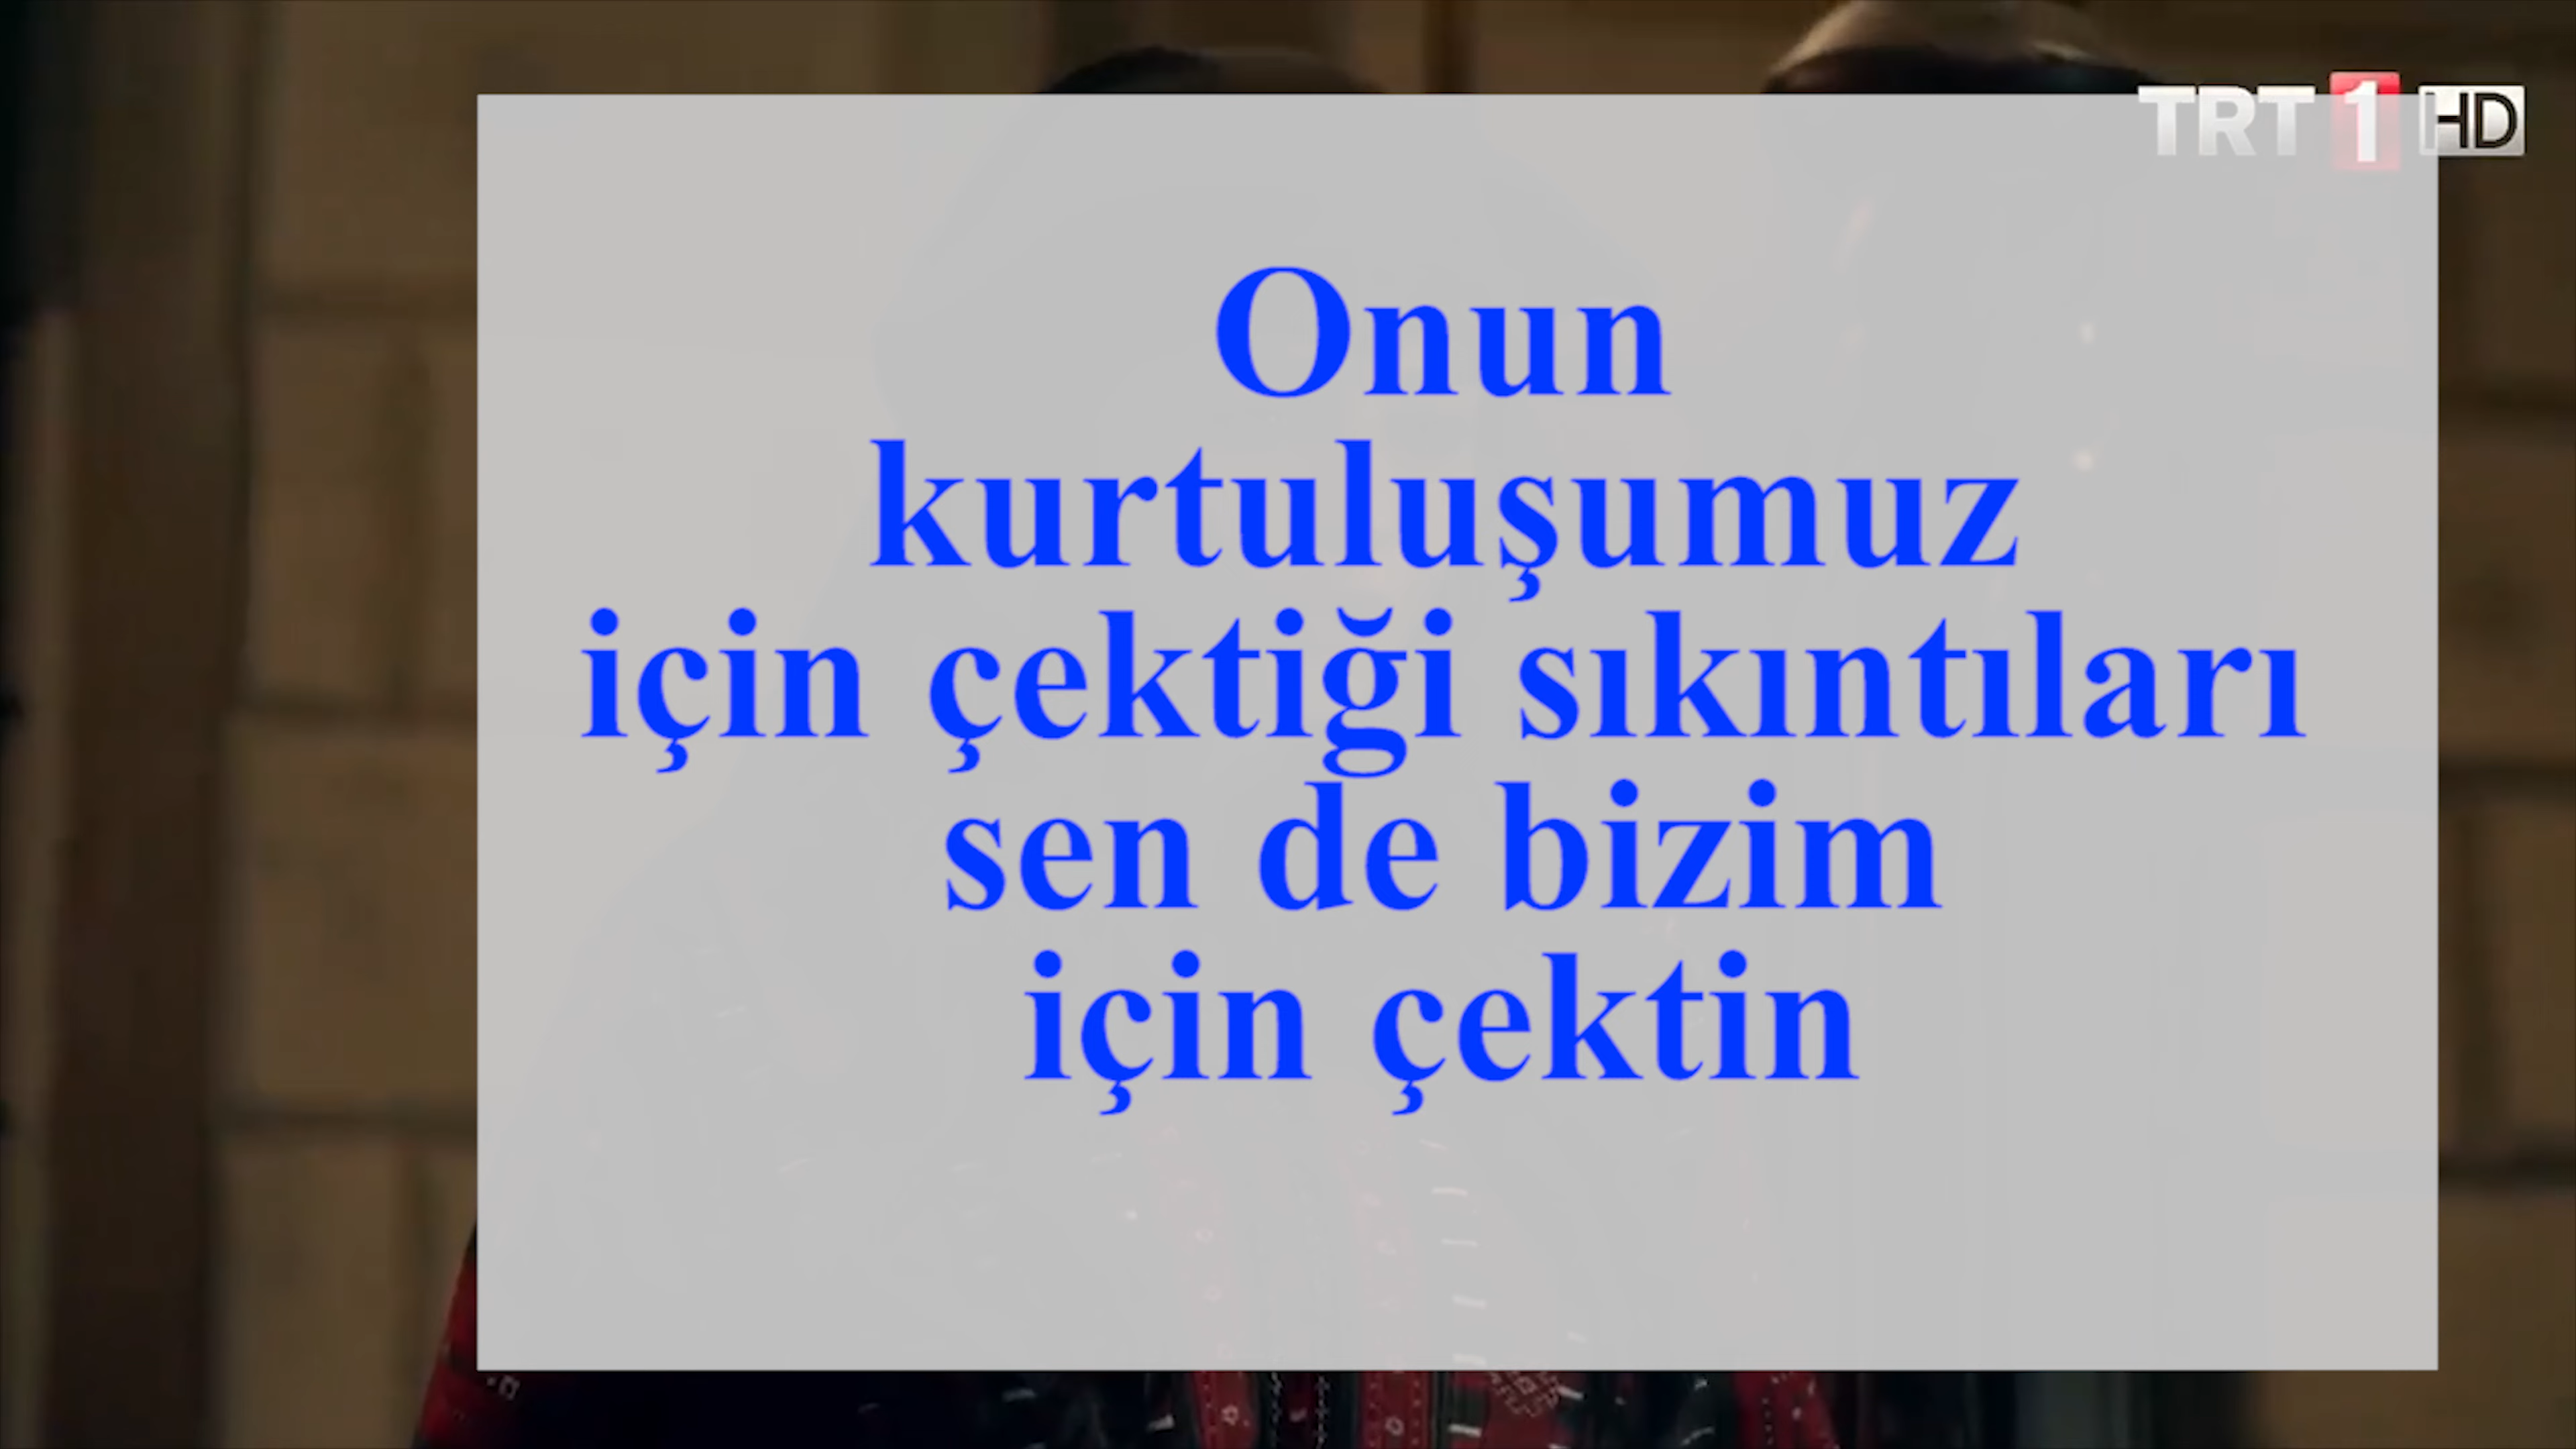 TRT 1 HD
Onun
kurtuluşumuz
için çektiği sıkıntıları
sen de bizim
için çektin